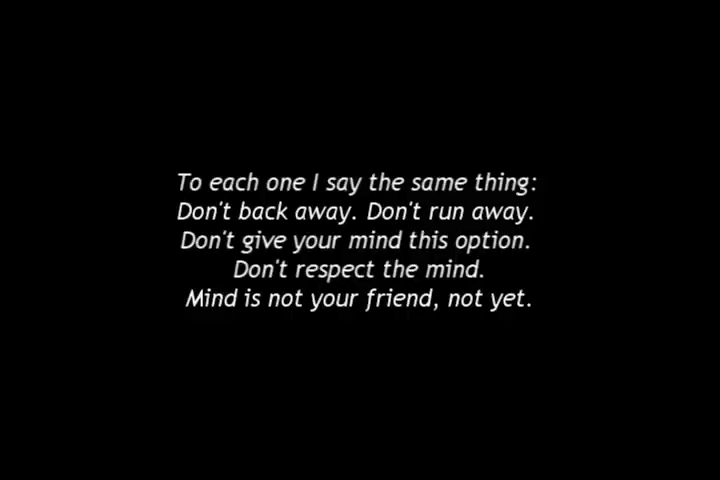 To each one I say the same thing:
Don't back away. Don't run away.
Don't give your mind this option.
Don't respect the mind.
Mind is not your friend, not yet.